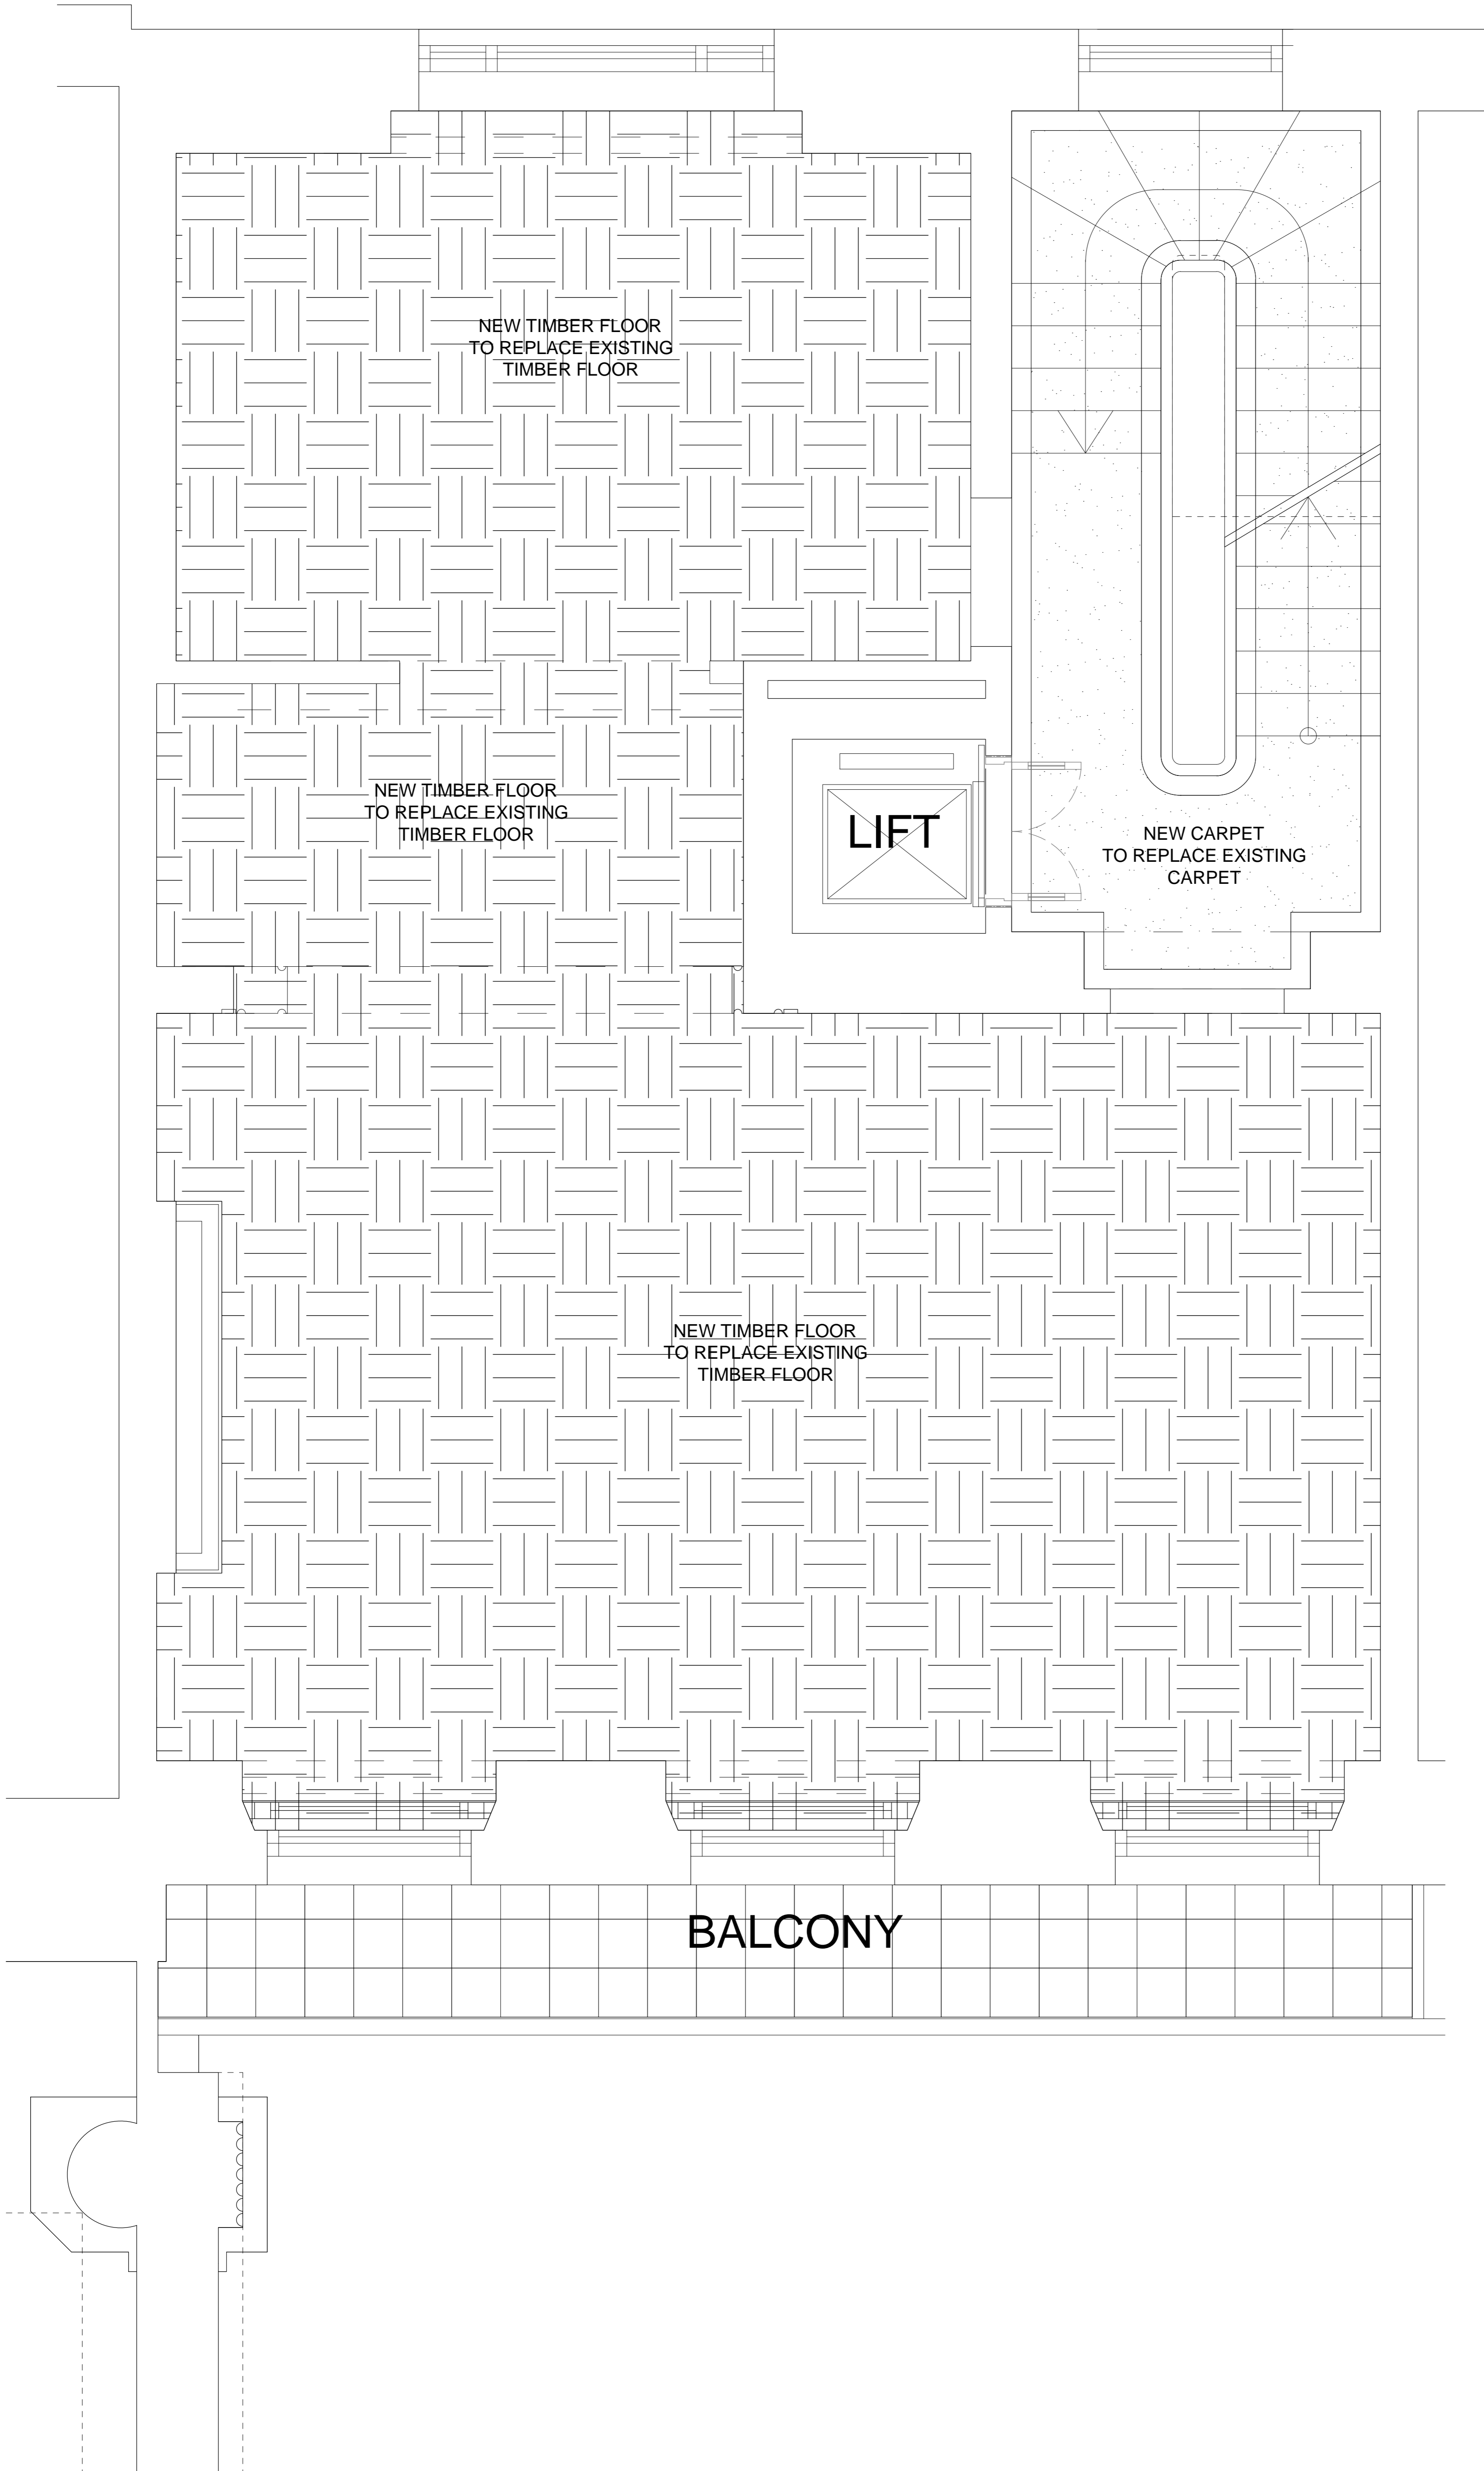 NEW TIMBER FLOOR
TO REPLACE EXISTING
TIMBER FLOOR
NEW TIMBER FLOOR
TO REPLACE EXISTING
TIMBER FLOOR
LIFT
NEW CARPET
TO REPLACE EXISTING
CARPET
NEW TIMBER FLOOR
TO REPLACE EXISTING
TIMBER FLOOR
BALCONY